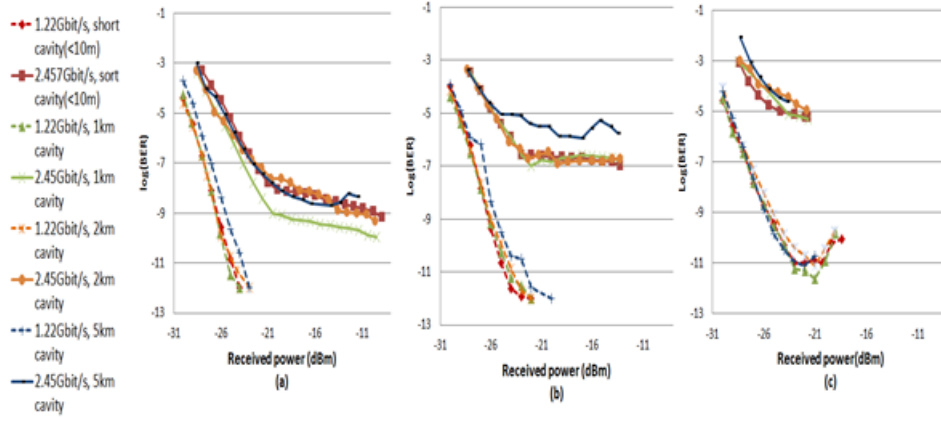 1.22Gbit/s, short
cavity(<10m)
2.457Gbit/s, sort
cavity(<10m)
1.22Gbit/s, 1km
cavity
2.45Gbit/s, 1km
cavity
1.22Gbit/s, 2km
cavity
2.45Gbit/s, 2km
cavity
1.22Gbit/s, 5km
cavity
2.45Gbit/s, 5km
cavity
log(BER)
-1
-3
-5
-7
-9
-11
-13
-31
-26
-21
-16
-11
Received power (dBm)
(a)
Log(BER)
-1
-3
-5
-7
-9
-11
-13
-31
-26
-21
-16
-11
Received power (dBm)
(b)
Log(BER)
-1
-3
-5
-7
-9
-11
-13
-31
-26
-21
-16
-11
Received power (dBm)
(c)